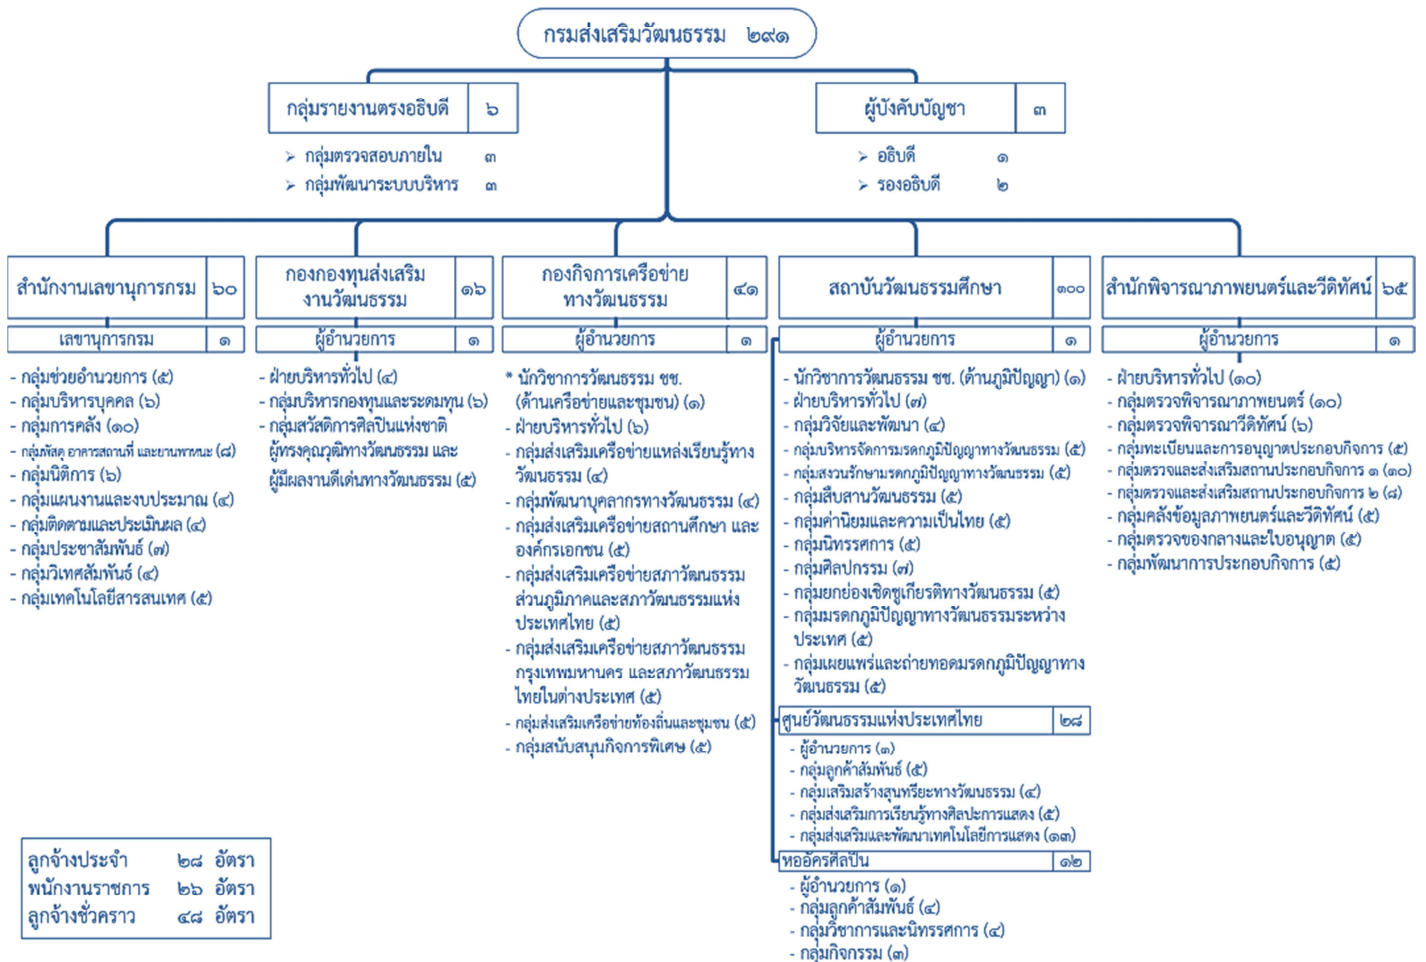 กรมส่งเสริมวัฒนธรรม ๒๙๑
กลุ่มรายงานตรงอธิบดี ๖
➢ กลุ่มตรวจสอบภายใน ๓
➢ กลุ่มพัฒนาระบบบริหาร ๓
ผู้บังคับบัญชา ๓
➢ อธิบดี ๑
➢ รองอธิบดี ๒
สำนักงานเลขานุการกรม ๖๐
เลขานุการกรม ๑
- กลุ่มช่วยอำนวยการ (๕)
- กลุ่มบริหารบุคคล (๖)
- กลุ่มการคลัง (๑๐)
- กลุ่มพัสดุ อาคารสถานที่ และยานพาหนะ (๘)
- กลุ่มนิติการ (๖)
- กลุ่มแผนงานและงบประมาณ (๔)
- กลุ่มติดตามและประเมินผล (๔)
- กลุ่มประชาสัมพันธ์ (๗)
- กลุ่มวิเทศสัมพันธ์ (๔)
- กลุ่มเทคโนโลยีสารสนเทศ (๕)
กองกองทุนส่งเสริม
งานวัฒนธรรม ๑๖
ผู้อำนวยการ ๑
- ฝ่ายบริหารทั่วไป (๔)
- กลุ่มบริหารกองทุนและระดมทุน (๖)
- กลุ่มสวัสดิการศิลปินแห่งชาติ
ผู้ทรงคุณวุฒิทางวัฒนธรรม และ
ผู้มีผลงานดีเด่นทางวัฒนธรรม (๕)
กองกิจการเครือข่าย
ทางวัฒนธรรม ๔๑
ผู้อำนวยการ ๑
* นักวิชาการวัฒนธรรม ชช.
(ด้านเครือข่ายและชุมชน) (๑)
- ฝ่ายบริหารทั่วไป (๖)
- กลุ่มส่งเสริมเครือข่ายแหล่งเรียนรู้ทาง
วัฒนธรรม (๔)
- กลุ่มพัฒนาบุคลากรทางวัฒนธรรม (๔)
- กลุ่มส่งเสริมเครือข่ายสถานศึกษา และ
องค์กรเอกชน (๕)
- กลุ่มส่งเสริมเครือข่ายสภาวัฒนธรรม
ส่วนภูมิภาคและสภาวัฒนธรรมแห่ง
ประเทศไทย (๕)
- กลุ่มส่งเสริมเครือข่ายสภาวัฒนธรรม
กรุงเทพมหานคร และสภาวัฒนธรรม
ไทยในต่างประเทศ (๕)
- กลุ่มส่งเสริมเครือข่ายท้องถิ่นและชุมชน (๕)
- กลุ่มสนับสนุนกิจการพิเศษ (๕)
สถาบันวัฒนธรรมศึกษา ๑๐๐
ผู้อำนวยการ ๑
- นักวิชาการวัฒนธรรม ชช. (ด้านภูมิปัญญา) (๑)
- ฝ่ายบริหารทั่วไป (๗)
- กลุ่มวิจัยและพัฒนา (๔)
- กลุ่มบริหารจัดการมรดกภูมิปัญญาทางวัฒนธรรม (๕)
- กลุ่มสงวนรักษามรดกภูมิปัญญาทางวัฒนธรรม (๕)
- กลุ่มสืบสานวัฒนธรรม (๕)
- กลุ่มค่านิยมและความเป็นไทย (๕)
- กลุ่มนิทรรศการ (๕)
- กลุ่มศิลปกรรม (๗)
- กลุ่มยกย่องเชิดชูเกียรติทางวัฒนธรรม (๕)
- กลุ่มมรดกภูมิปัญญาทางวัฒนธรรมระหว่าง
ประเทศ (๕)
- กลุ่มเผยแพร่และถ่ายทอดมรดกภูมิปัญญาทาง
วัฒนธรรม (๕)
ศูนย์วัฒนธรรมแห่งประเทศไทย ๒๘
- ผู้อำนวยการ (๑)
- กลุ่มลูกค้าสัมพันธ์ (๕)
- กลุ่มเสริมสร้างสุนทรียะทางวัฒนธรรม (๔)
- กลุ่มส่งเสริมการเรียนรู้ทางศิลปะการแสดง (๕)
- กลุ่มส่งเสริมและพัฒนาเทคโนโลยีการแสดง (๑๓)
หออัครศิลปิน ๑๒
- ผู้อำนวยการ (๑)
- กลุ่มลูกค้าสัมพันธ์ (๔)
- กลุ่มวิชาการและนิทรรศการ (๔)
- กลุ่มกิจกรรม (๓)
สำนักพิจารณาภาพยนตร์และวีดิทัศน์ ๖๕
ผู้อำนวยการ ๑
- ฝ่ายบริหารทั่วไป (๑๐)
- กลุ่มตรวจพิจารณาภาพยนตร์ (๑๐)
- กลุ่มตรวจพิจารณาวีดิทัศน์ (๖)
- กลุ่มทะเบียนและการอนุญาตประกอบกิจการ (๕)
- กลุ่มตรวจและส่งเสริมสถานประกอบกิจการ ๑ (๑๐)
- กลุ่มตรวจและส่งเสริมสถานประกอบกิจการ ๒ (๘)
- กลุ่มคลังข้อมูลภาพยนตร์และวีดิทัศน์ (๕)
- กลุ่มตรวจของกลางและใบอนุญาต (๕)
- กลุ่มพัฒนาการประกอบกิจการ (๕)
ลูกจ้างประจำ ๒๘ อัตรา
พนักงานราชการ ๒๖ อัตรา
ลูกจ้างชั่วคราว ๔๘ อัตรา